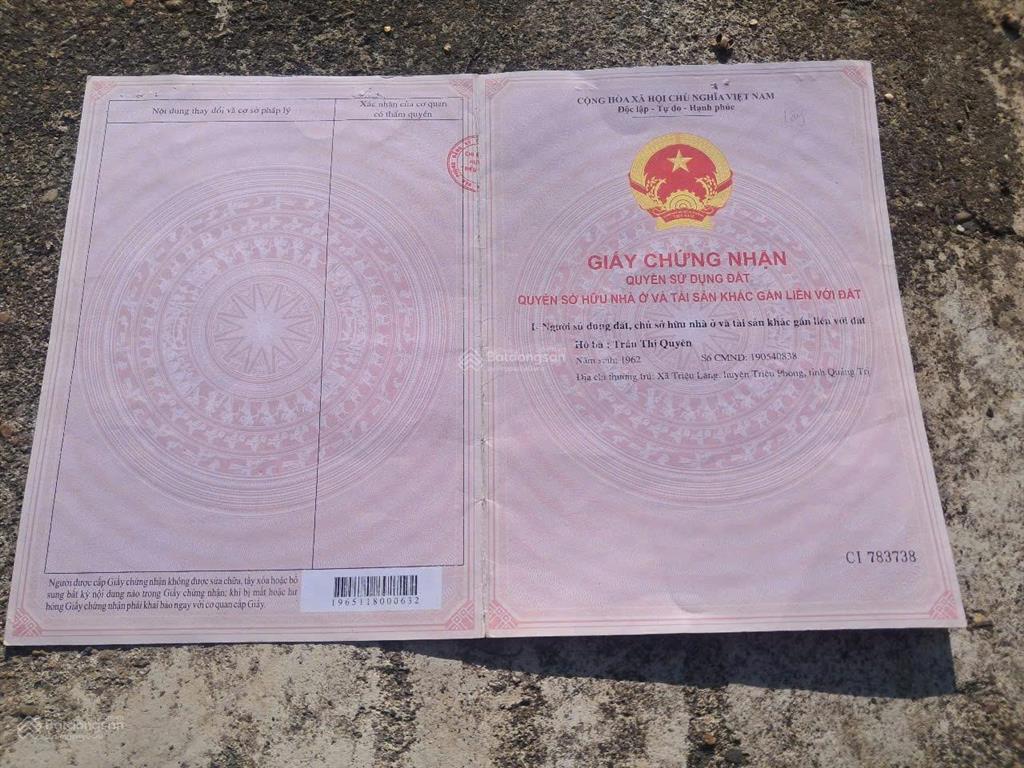 Nội dung thay đổi và cơ sở pháp lý
Xác nhận của cơ quan
có thẩm quyền
Người được cấp Giấy chứng nhận không được sửa chữa, tẩy xóa hoặc bổ
sung bất kỳ nội dung nào trong Giấy chứng nhận; khi bị mất hoặc hư
hỏng Giấy chứng nhận phải khai báo ngay với cơ quan cấp Giấy.
1965118000632
CỘNG HÒA XÃ HỘI CHỦ NGHĨA VIỆT NAM
Độc lập - Tự do - Hạnh phúc
GIẤY CHỨNG NHẬN
QUYỀN SỬ DỤNG ĐẤT
QUYỀN SỞ HỮU NHÀ Ở VÀ TÀI SẢN KHÁC GẮN LIỀN VỚI ĐẤT
I- Người sử dụng đất, chủ sở hữu nhà ở và tài sản khác gắn liền với đất
Hộ bà : Trần Thị Quyên
Năm sinh: 1962 Số CMND: 190540838
Địa chỉ thường trú: Xã Triệu Lăng, huyện Triệu Phong, tỉnh Quảng Trị
CI 783738
Batdongsan
Batdongsan